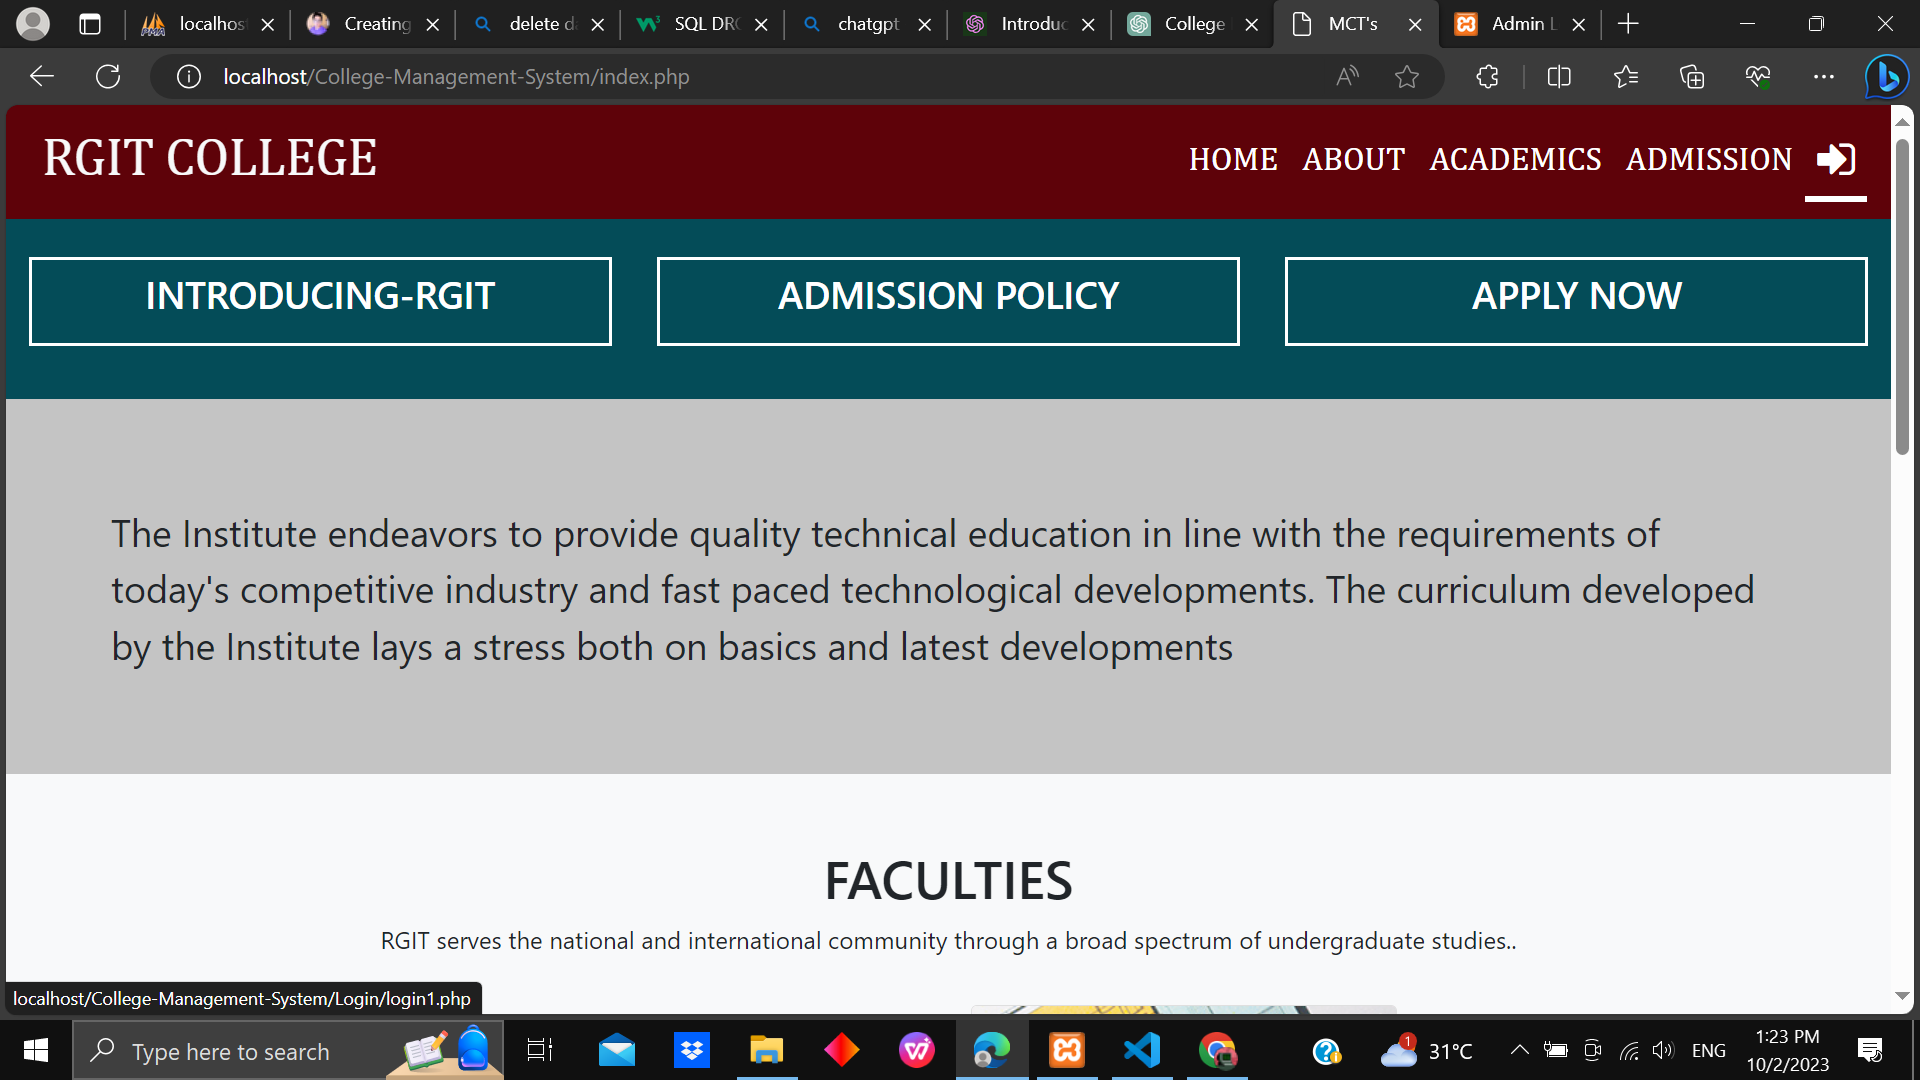 localhos
Creating
delete d
SQL DR
chatgpt
Introduc
College
MCT's
Admin L
localhost/College-Management-System/index.php
RGIT COLLEGE
HOME ABOUT ACADEMICS ADMISSION
INTRODUCING-RGIT
ADMISSION POLICY
APPLY NOW
The Institute endeavors to provide quality technical education in line with the requirements of
today's competitive industry and fast paced technological developments. The curriculum developed
by the Institute lays a stress both on basics and latest developments
FACULTIES
RGIT serves the national and international community through a broad spectrum of undergraduate studies..
localhost/College-Management-System/Login/login1.php
Type here to search
1
31°C
ENG
1:23 PM
10/2/2023